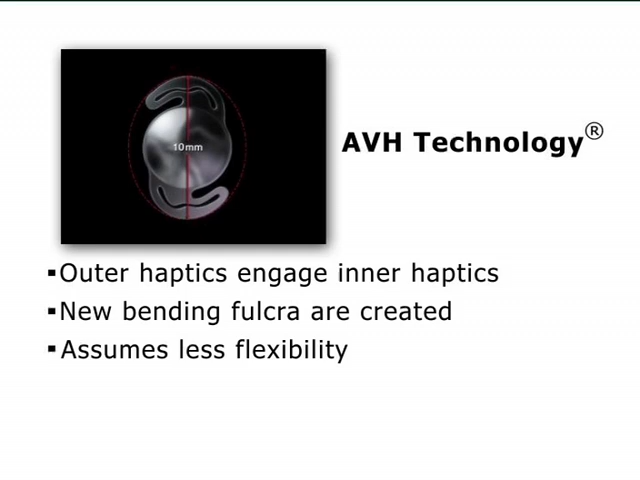 10mm
AVH Technology®
▪Outer haptics engage inner haptics
▪New bending fulcra are created
▪Assumes less flexibility